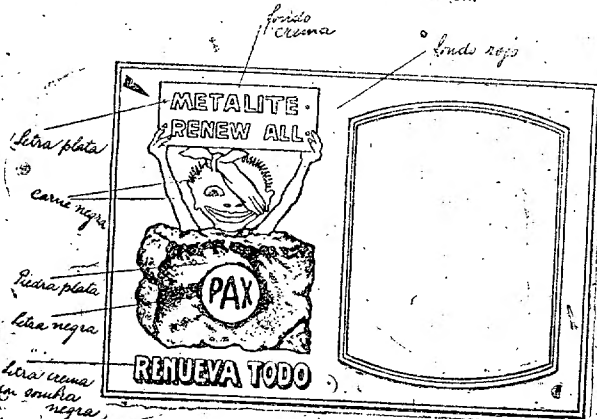 fondo
crema
fondo rojo
METALITE
RENEW ALL
Letra plata
carne negra
Piedra plata
PAX
letra negra
RENUEVA TODO
Letra crema
con sombra
negra